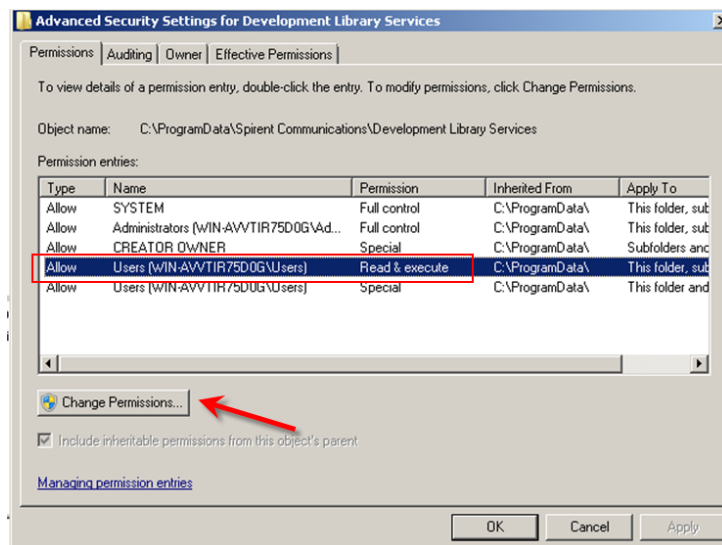 Advanced Security Settings for Development Library Services
Permissions Auditing Owner Effective Permissions
To view details of a permission entry, double-click the entry. To modify permissions, click Change Permissions.
Object name: C:\ProgramData\Spirent Communications\Development Library Services
Permission entries:
Type Name Permission Inherited From Apply To
Allow SYSTEM Full control C:\ProgramData\ This folder, sub
Allow Administrators (WIN-AVVTIR75D0G\Ad... Full control C:\ProgramData\ This folder, sub
Allow CREATOR OWNER Special C:\ProgramData\ Subfolders and
Allow Users (WIN-AVVTIR75D0G\Users) Read & execute C:\ProgramData\ This folder, sub
Allow Users (WIN-AVVTIR75D0G\Users) Special C:\ProgramData\ This folder and
Change Permissions...
Include inheritable permissions from this object's parent
Managing permission entries
OK Cancel Apply